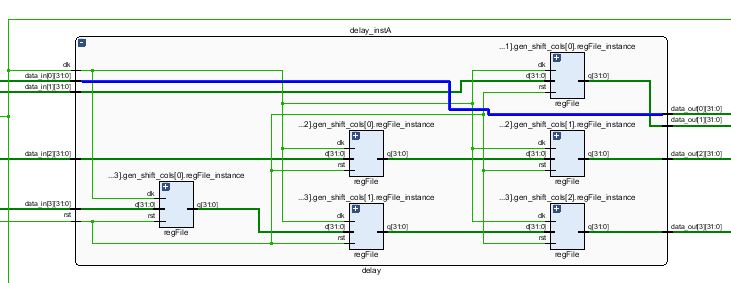 delay_instA
...1].gen_shift_cols[0].regFile_instance
clk
data_in[0][31:0]
data_in[1][31:0]
d[31:0]
rst
clk
q[31:0]
regFile
data_out[0][31:0]
data_out[1][31:0]
...2].gen_shift_cols[0].regFile_instance
...2].gen_shift_cols[1].regFile_instance
data_in[2][31:0]
clk
d[31:0]
rst
q[31:0]
regFile
clk
d[31:0]
rst
q[31:0]
regFile
data_out[2][31:0]
...3].gen_shift_cols[0].regFile_instance
data_in[3][31:0]
rst
clk
d[31:0]
rst
q[31:0]
regFile
...3].gen_shift_cols[1].regFile_instance
clk
d[31:0]
rst
q[31:0]
regFile
...3].gen_shift_cols[2].regFile_instance
clk
d[31:0]
rst
q[31:0]
regFile
data_out[3][31:0]
delay